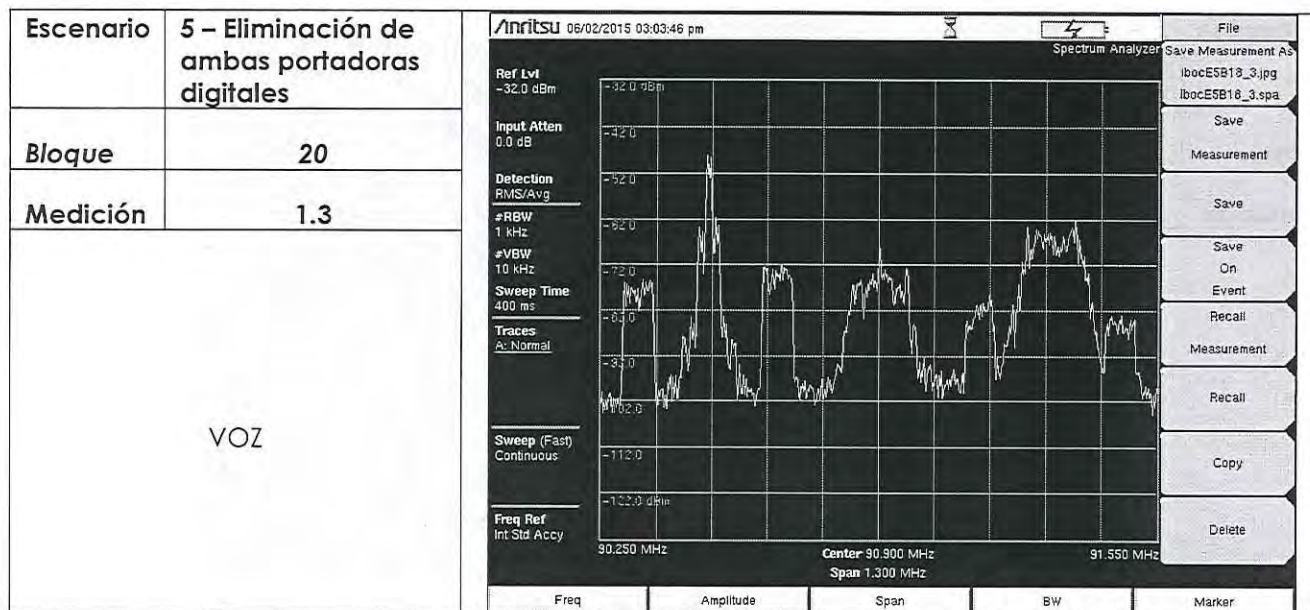 Escenario
5 – Eliminación de
ambas portadoras
digitales
Bloque
20
Medición
1.3
VOZ
Anritsu 06/02/2015 03:03:46 pm
Spectrum Analyzer
Ref Lvl
-32.0 dBm
Input Atten
0.0 dB
Detection
RMS/Avg
#RBW
1 kHz
#VBW
10 kHz
Sweep Time
400 ms
Traces
A: Normal
Sweep (Fast)
Continuous
Freq Ref
Int Std Accy
-32.0 dBm
-42.0
-52.0
-62.0
-72.0
-102.0
-112.0
-122.0 dBm
90.250 MHz
Center 90.900 MHz
91.550 MHz
Span 1.300 MHz
File
Save Measurement As
ibocE5B18_3.jpg
ibocE5B18_3.spa
Save
Measurement
Save
Save
On
Event
Recall
Measurement
Recall
Copy
Delete
Freq
Amplitude
Span
BW
Marker